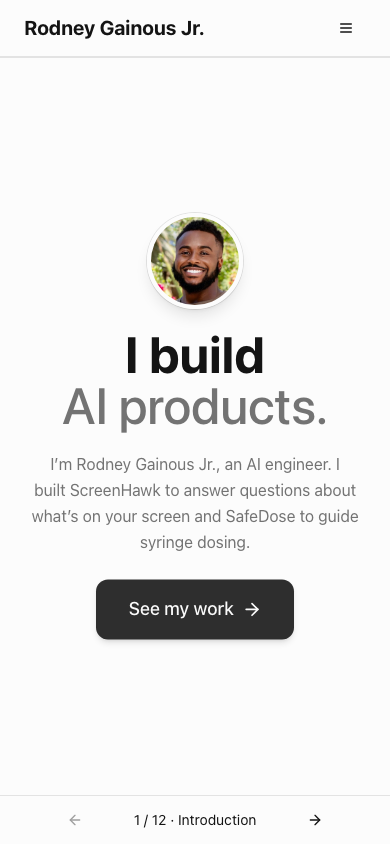 Rodney Gainous Jr.
I build
AI products.
I’m Rodney Gainous Jr., an AI engineer. I
built ScreenHawk to answer questions about
what’s on your screen and SafeDose to guide
syringe dosing.
See my work →
← 1 / 12 · Introduction →